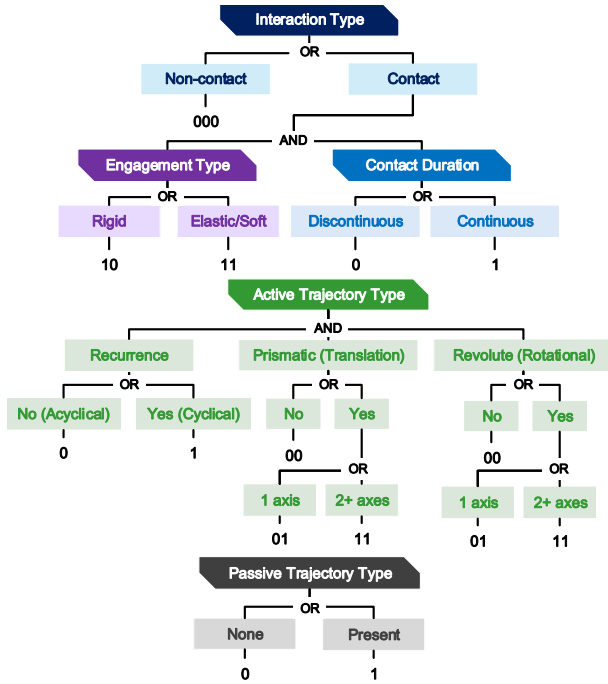 Interaction Type
OR
Non-contact
Contact
000
AND
Engagement Type
Contact Duration
OR
OR
Rigid
Elastic/Soft
Discontinuous
Continuous
10
11
0
1
Active Trajectory Type
AND
Recurrence
Prismatic (Translation)
Revolute (Rotational)
OR
OR
OR
No (Acyclical)
Yes (Cyclical)
No
Yes
No
Yes
0
1
00
00
OR
OR
1 axis
2+ axes
1 axis
2+ axes
01
11
01
11
Passive Trajectory Type
OR
None
Present
0
1